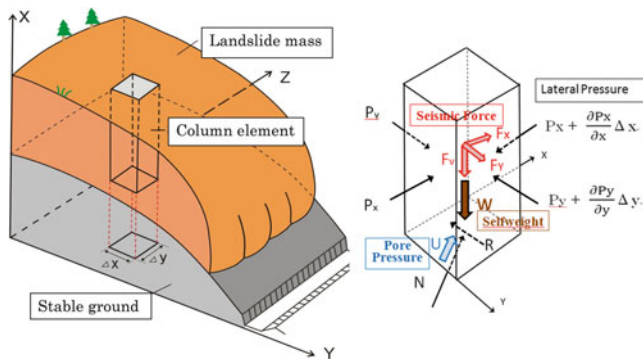 X
Landslide mass
Z
Column element
△x
△y
Stable ground
Y
Lateral Pressure
Py
Seismic Force
Px + ∂Px/∂x Δx.
Fx
Fv
FY
X
Px
W
Py + ∂Py/∂y Δy.
Selfweight
Pore
Pressure
U
R
N
Y